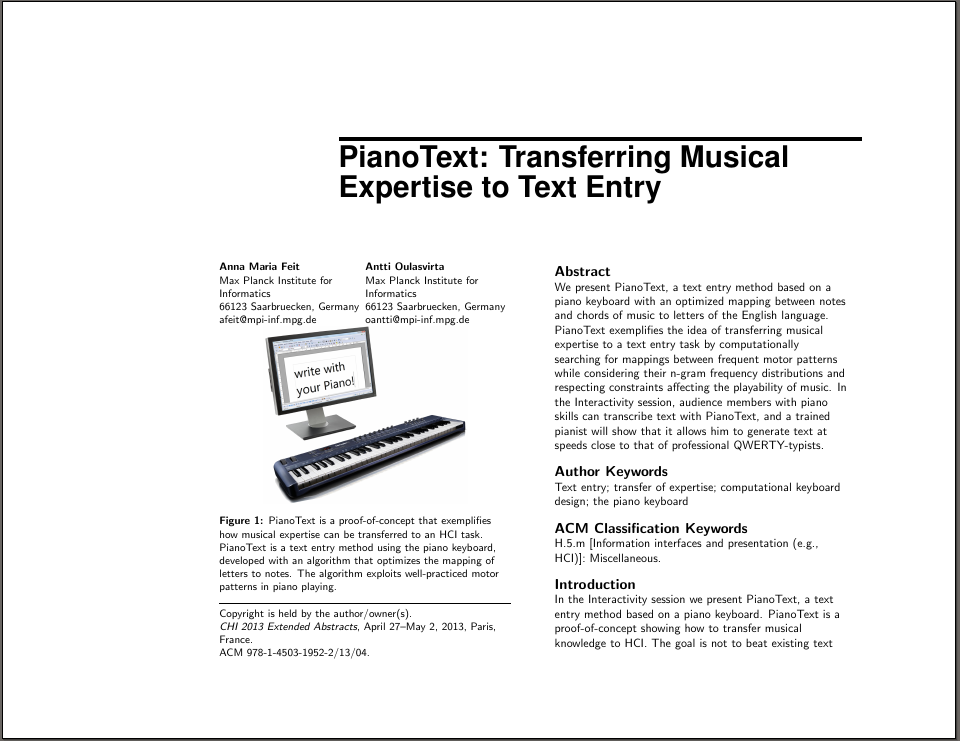 PianoText: Transferring Musical
Expertise to Text Entry
Anna Maria Feit
Max Planck Institute for
Informatics
66123 Saarbruecken, Germany
afeit@mpi-inf.mpg.de
Antti Oulasvirta
Max Planck Institute for
Informatics
66123 Saarbruecken, Germany
oantti@mpi-inf.mpg.de
write with
your Piano!
Figure 1: PianoText is a proof-of-concept that exemplifies
how musical expertise can be transferred to an HCI task.
PianoText is a text entry method using the piano keyboard,
developed with an algorithm that optimizes the mapping of
letters to notes. The algorithm exploits well-practiced motor
patterns in piano playing.
Copyright is held by the author/owner(s).
CHI 2013 Extended Abstracts, April 27–May 2, 2013, Paris,
France.
ACM 978-1-4503-1952-2/13/04.
Abstract
We present PianoText, a text entry method based on a
piano keyboard with an optimized mapping between notes
and chords of music to letters of the English language.
PianoText exemplifies the idea of transferring musical
expertise to a text entry task by computationally
searching for mappings between frequent motor patterns
while considering their n-gram frequency distributions and
respecting constraints affecting the playability of music. In
the Interactivity session, audience members with piano
skills can transcribe text with PianoText, and a trained
pianist will show that it allows him to generate text at
speeds close to that of professional QWERTY-typists.
Author Keywords
Text entry; transfer of expertise; computational keyboard
design; the piano keyboard
ACM Classification Keywords
H.5.m [Information interfaces and presentation (e.g.,
HCI)]: Miscellaneous.
Introduction
In the Interactivity session we present PianoText, a text
entry method based on a piano keyboard. PianoText is a
proof-of-concept showing how to transfer musical
knowledge to HCI. The goal is not to beat existing text